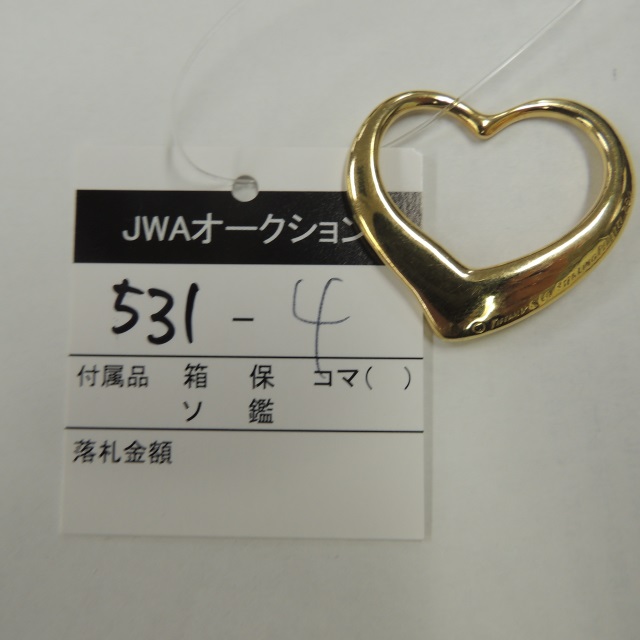 JWAオークション
531 - 4
付属品 箱 保 コマ( )
ソ 鑑
落札金額
©